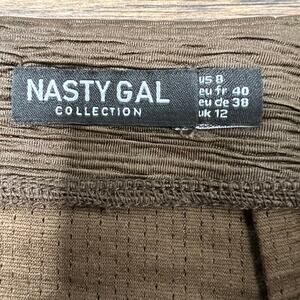 NASTY GAL
COLLECTION
us 8
eu fr 40
eu de 38
uk 12